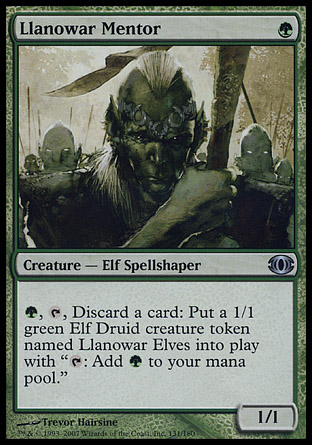 Llanowar Mentor
Creature — Elf Spellshaper
, , Discard a card: Put a 1/1
green Elf Druid creature token
named Llanowar Elves into play
with “: Add to your mana
pool.”
Trevor Hairsine
™ & © 1993–2007 Wizards of the Coast, Inc. 131/180
1/1